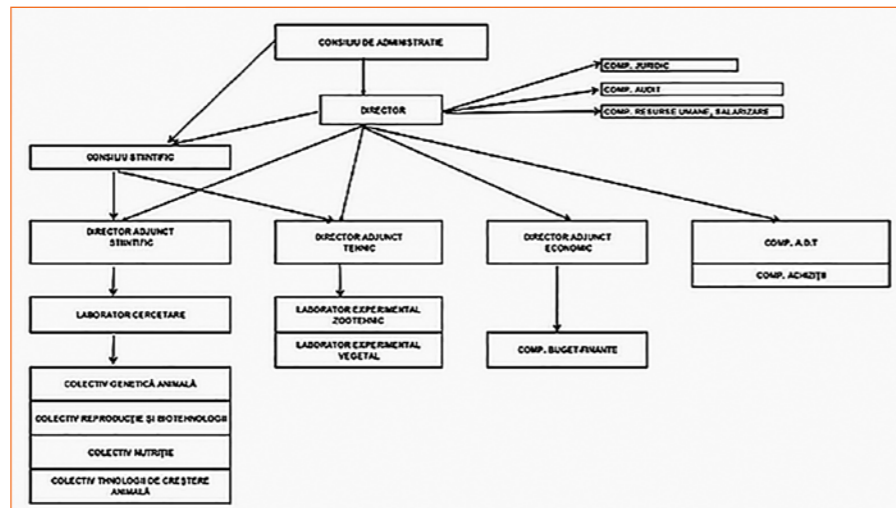 CONSILIU DE ADMINISTRATIE
COMP. JURIDIC
COMP. AUDIT
DIRECTOR
COMP. RESURSE UMANE, SALARIZARE
CONSILIU STIINTIFIC
DIRECTOR ADJUNCT
STIINTIFIC
DIRECTOR ADJUNCT
TEHNIC
DIRECTOR ADJUNCT
ECONOMIC
COMP. A.D.T
COMP. ACHIZIȚII
LABORATOR CERCETARE
LABORATOR EXPERIMENTAL
ZOOTEHNIC
LABORATOR EXPERIMENTAL
VEGETAL
COMP. BUGET-FINANTE
COLECTIV GENETICĂ ANIMALĂ
COLECTIV REPRODUCȚIE ȘI BIOTEHNOLOGII
COLECTIV NUTRIȚIE
COLECTIV THNOLOGII DE CREȘTERE
ANIMALĂ